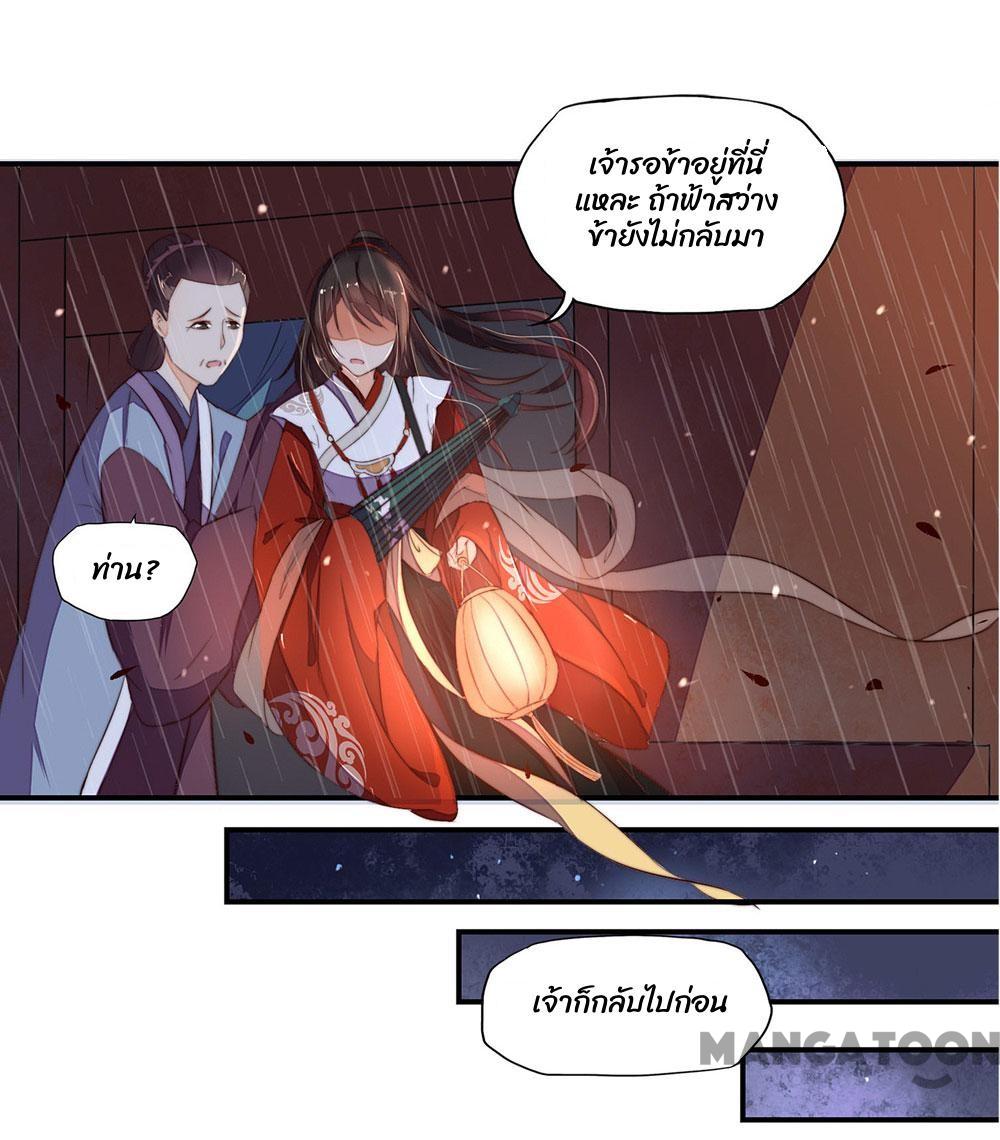 เจ้ารอข้าอยู่ที่นี่
แหละ ถ้าฟ้าสว่าง
ข้ายังไม่กลับมา
ท่าน?
เจ้าก็กลับไปก่อน
MANGATOON